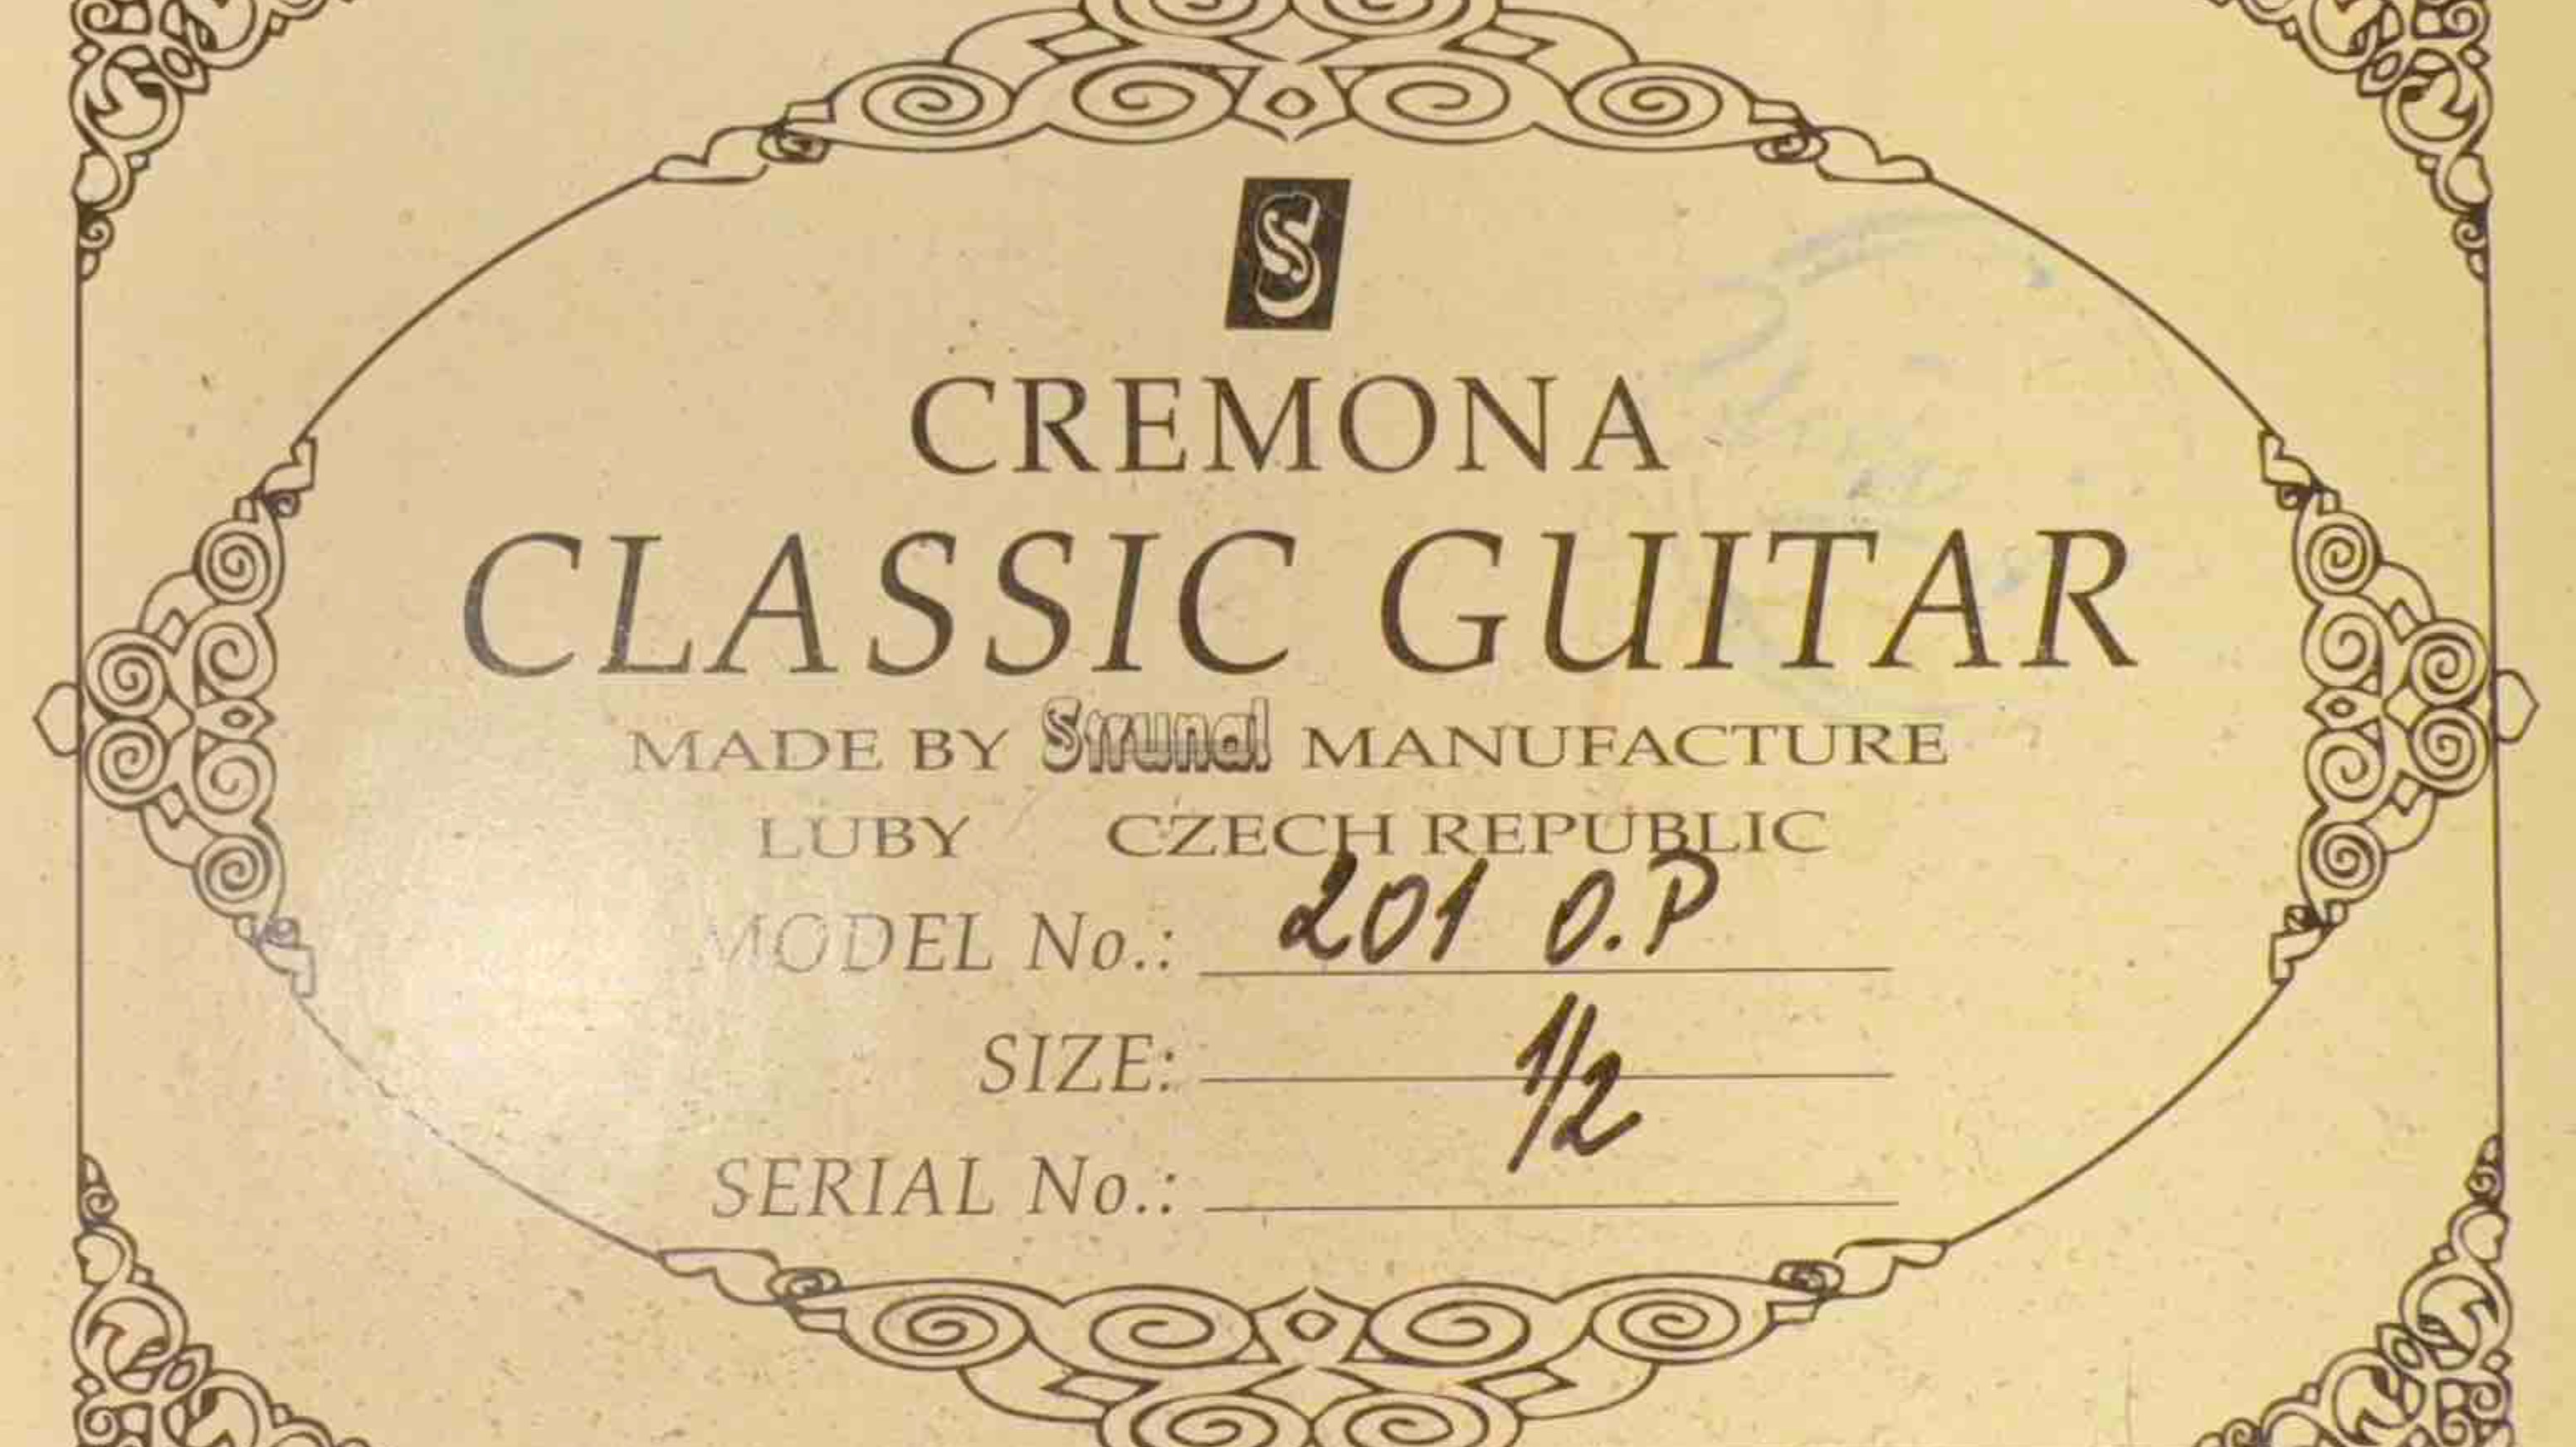 S
CREMONA
CLASSIC GUITAR
MADE BY Strunal MANUFACTURE
LUBY CZECH REPUBLIC
MODEL No.: 201 O.P
SIZE: 1/2
SERIAL No.: